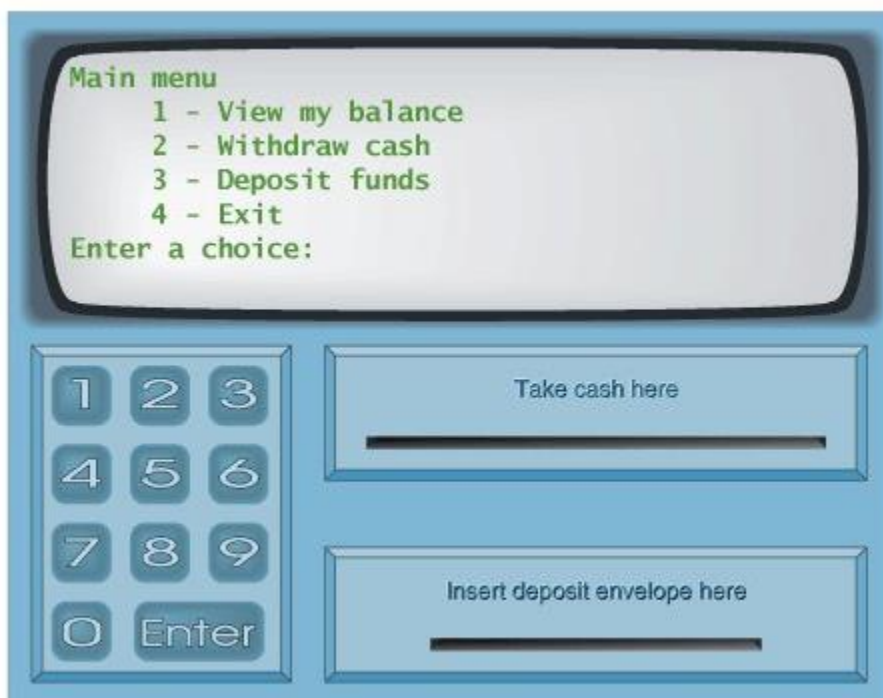 Main menu
1 - View my balance
2 - Withdraw cash
3 - Deposit funds
4 - Exit
Enter a choice:
1 2 3
4 5 6
7 8 9
0 Enter
Take cash here
Insert deposit envelope here